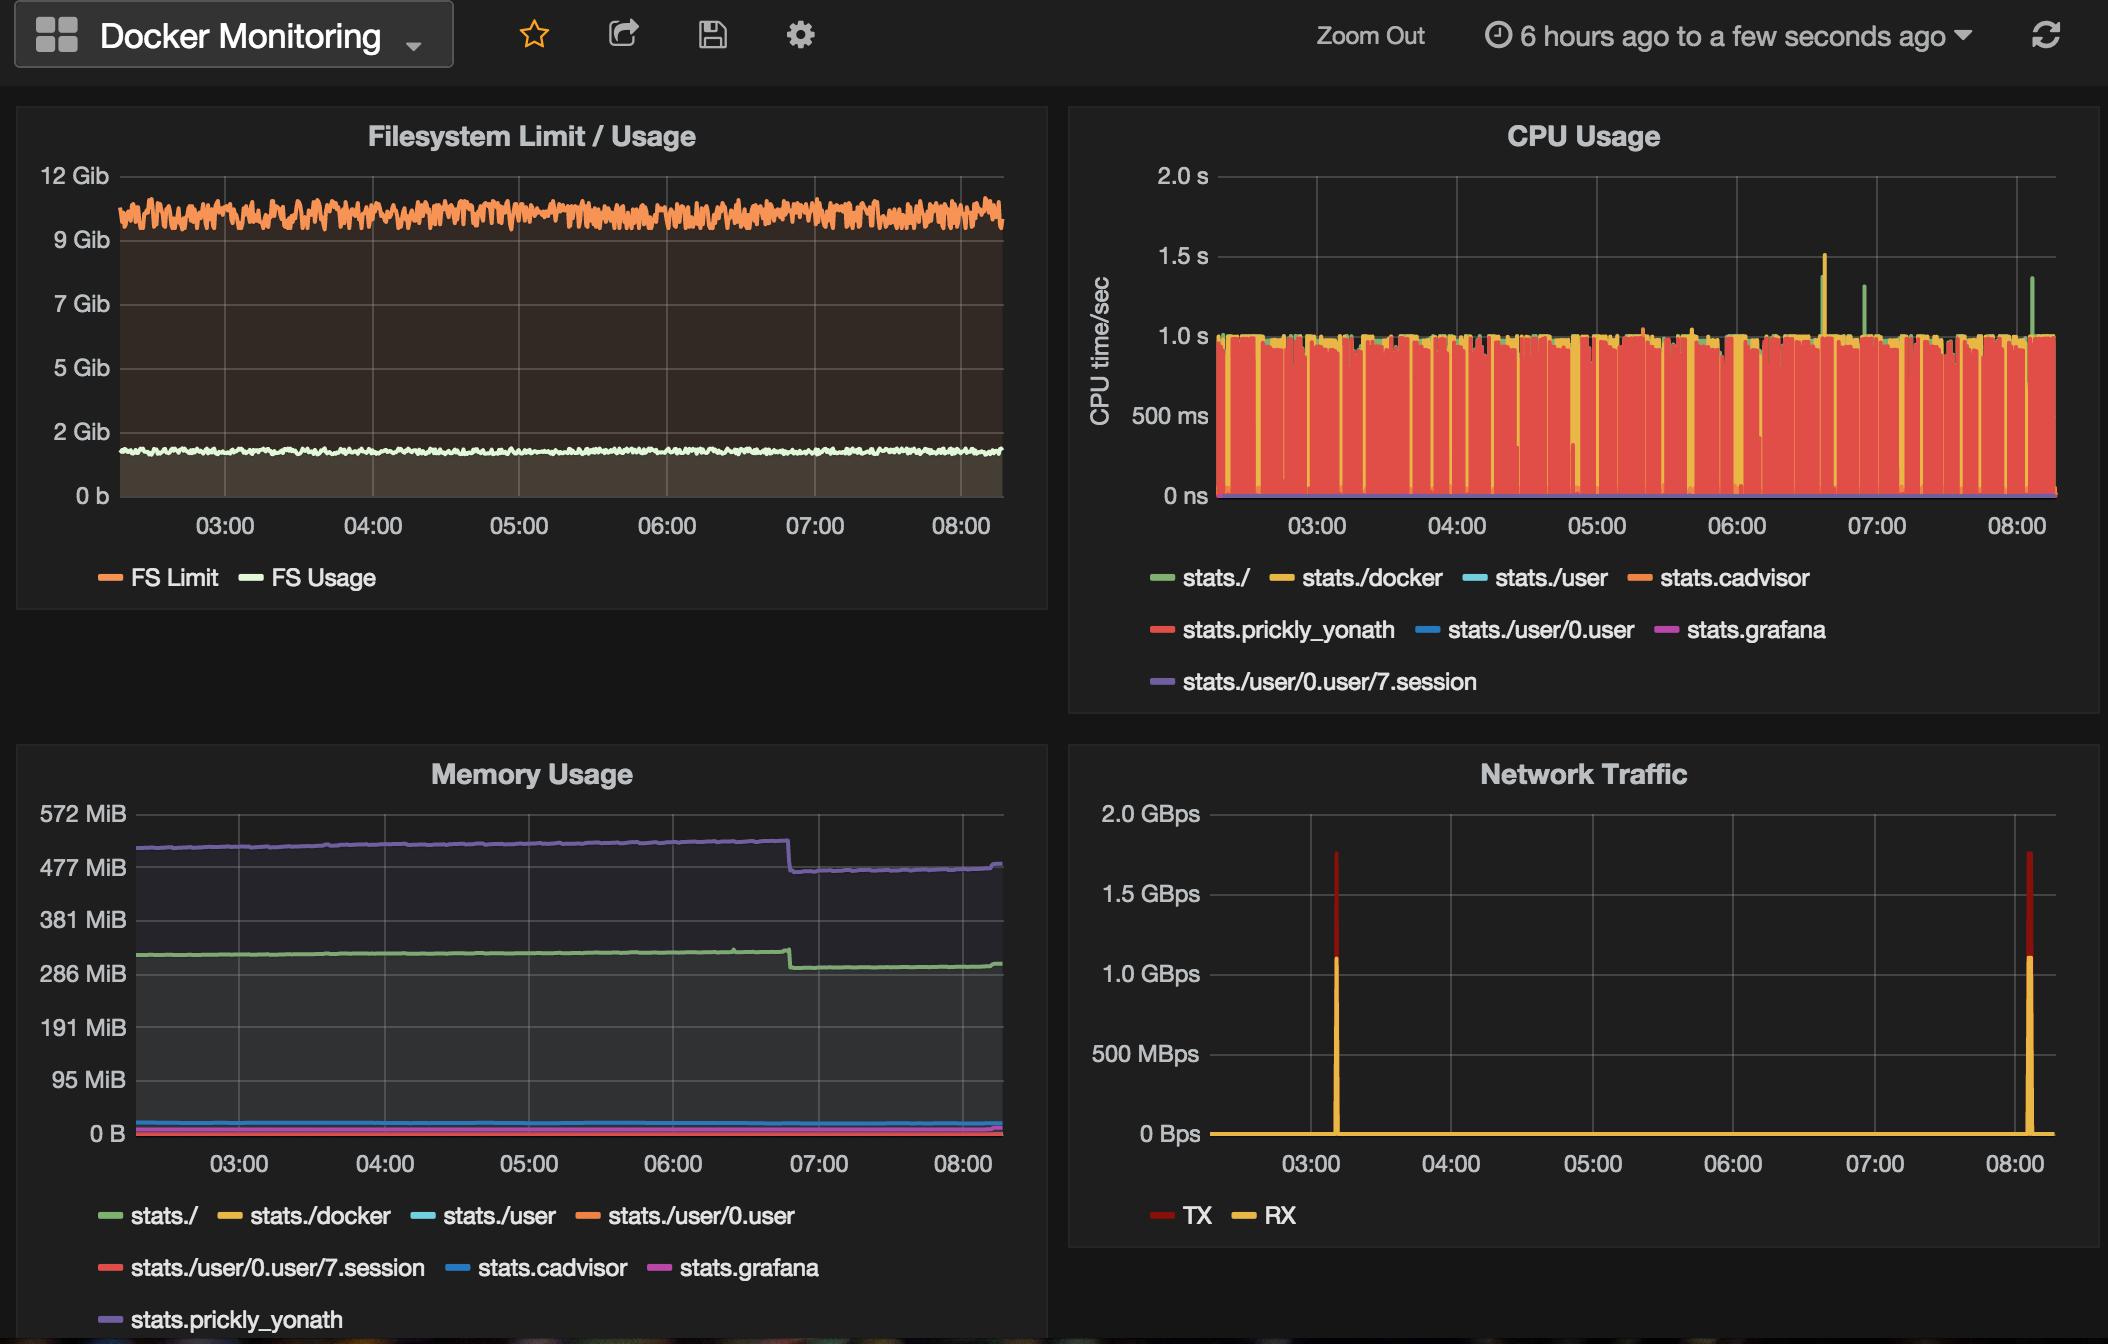 Docker Monitoring
Zoom Out
6 hours ago to a few seconds ago
Filesystem Limit / Usage
12 Gib
9 Gib
7 Gib
5 Gib
2 Gib
0 b
03:00 04:00 05:00 06:00 07:00 08:00
FS Limit FS Usage
CPU Usage
CPU time/sec
2.0 s
1.5 s
1.0 s
500 ms
0 ns
03:00 04:00 05:00 06:00 07:00 08:00
stats./ stats./docker stats./user stats.cadvisor
stats.prickly_yonath stats./user/0.user stats.grafana
stats./user/0.user/7.session
Memory Usage
572 MiB
477 MiB
381 MiB
286 MiB
191 MiB
95 MiB
0 B
03:00 04:00 05:00 06:00 07:00 08:00
stats./ stats./docker stats./user stats./user/0.user
stats./user/0.user/7.session stats.cadvisor stats.grafana
stats.prickly_yonath
Network Traffic
2.0 GBps
1.5 GBps
1.0 GBps
500 MBps
0 Bps
03:00 04:00 05:00 06:00 07:00 08:00
TX RX